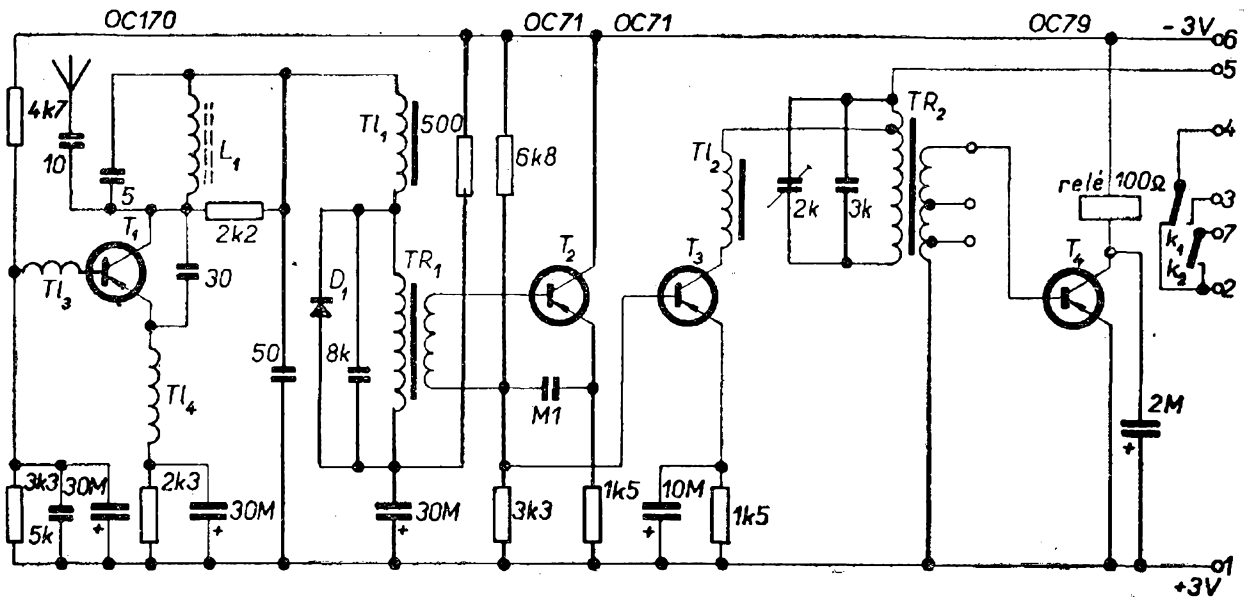 OC170
OC71
OC71
OC79
-3V
6
5
4k7
10
5
L1
Tl1
500
6k8
TR2
4
Tl2
2k
3k
relé 100Ω
3
k1
7
k2
2
T1
2k2
30
Tl3
D1
TR1
T2
T3
T4
8k
50
Tl4
M1
2M
+
3k3
30M
2k3
5k
+
30M
+
30M
+
3k3
1k5
10M
+
1k5
1
+3V